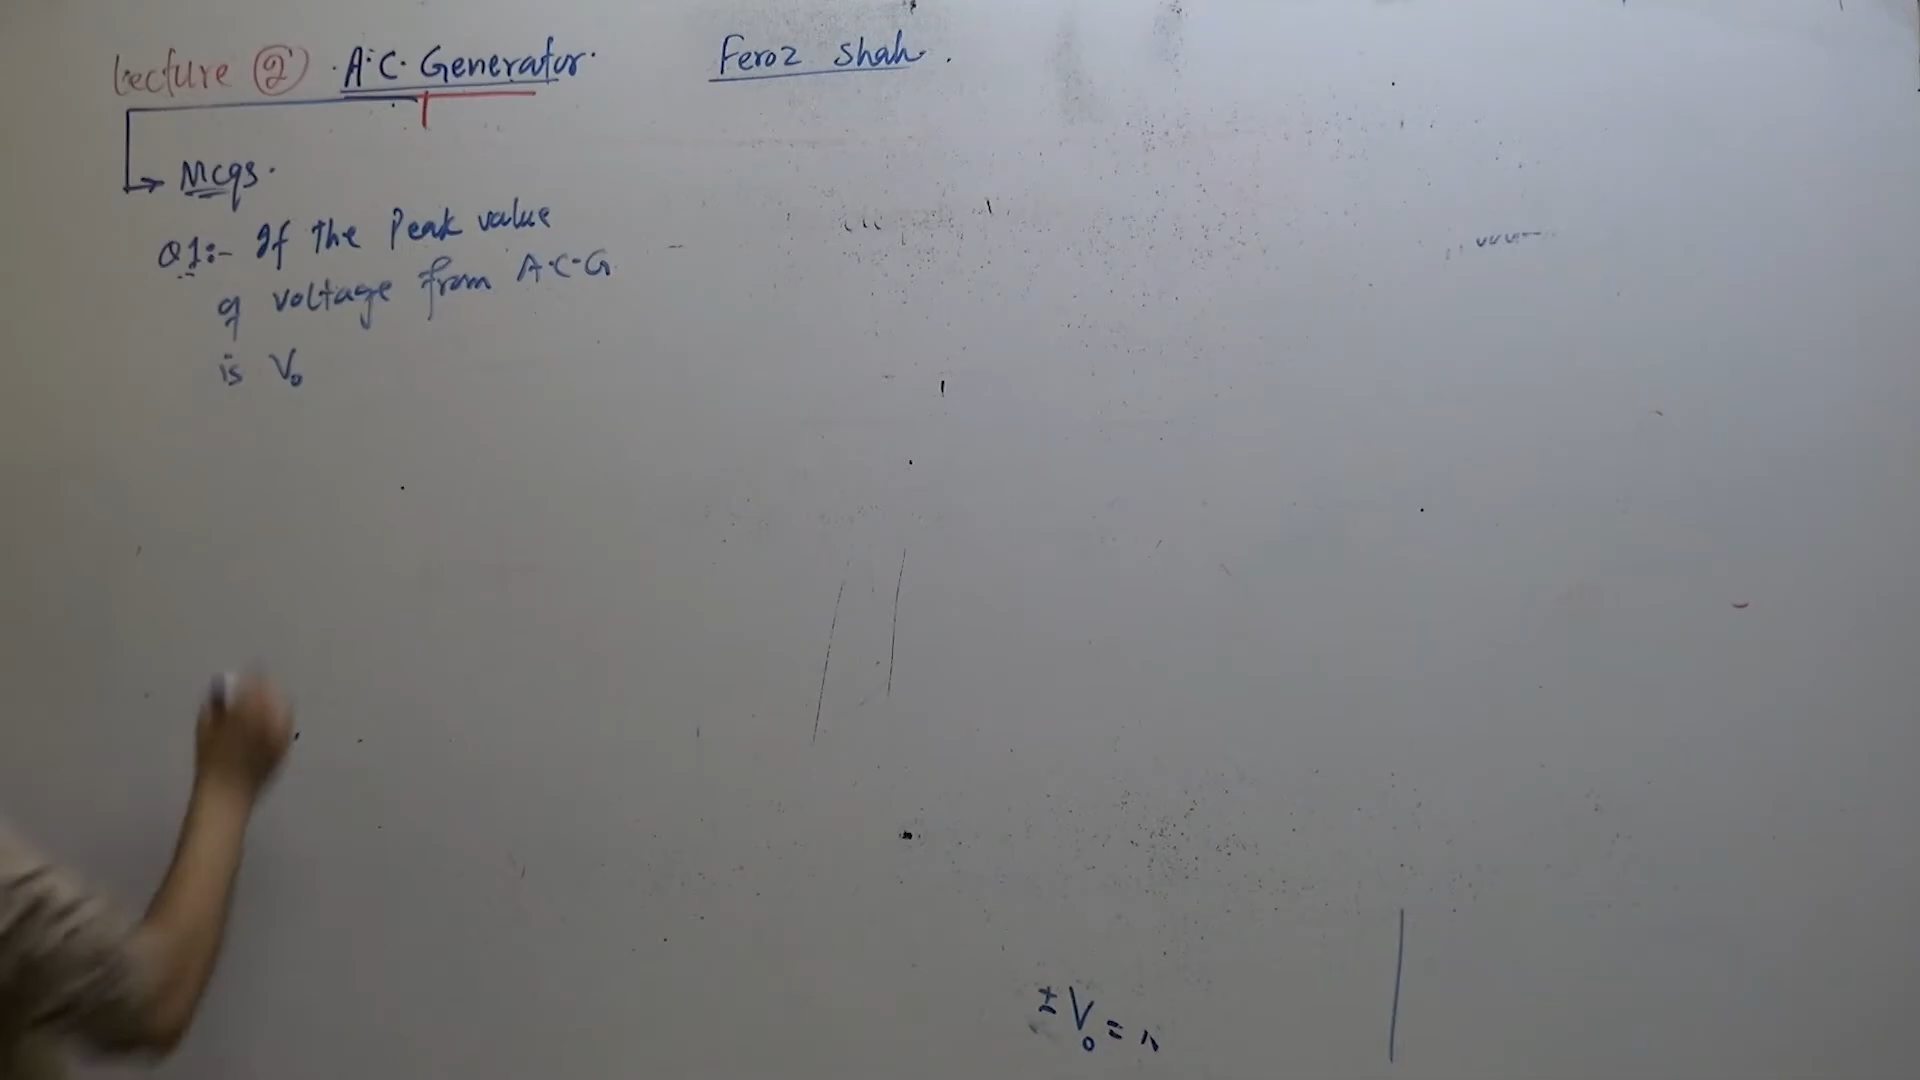 Lecture ② A.C. Generator. Feroz Shah.
→ Mcqs.
Q1:- If the Peak value
of voltage from A.C.G
is V₀
±V₀ =